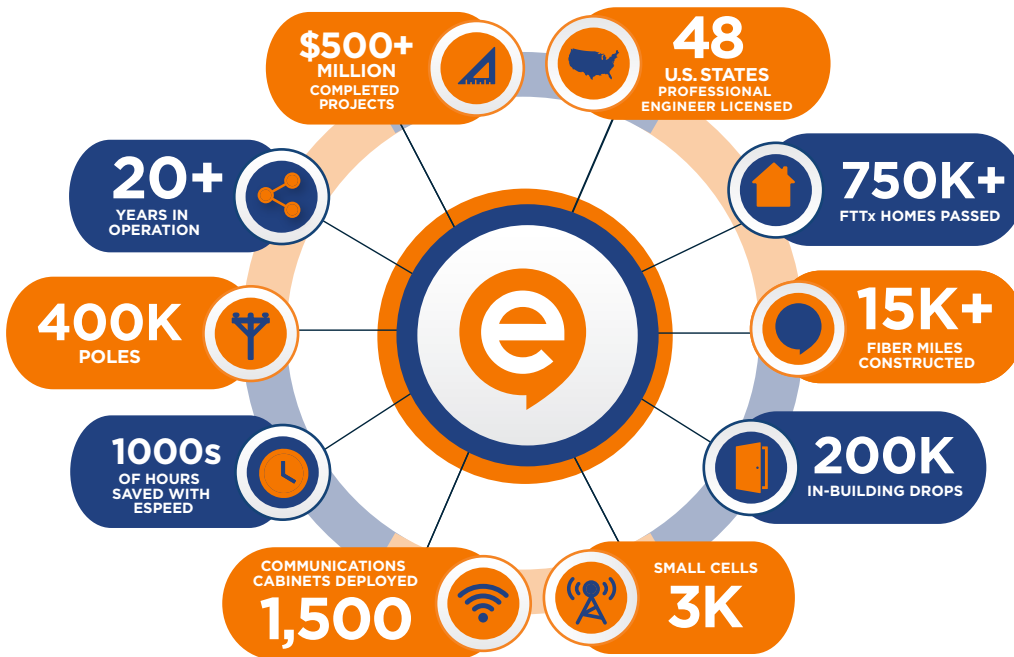 $500+
MILLION
COMPLETED
PROJECTS
48
U.S. STATES
PROFESSIONAL
ENGINEER LICENSED
20+
YEARS IN
OPERATION
750K+
FTTx HOMES PASSED
400K
POLES
15K+
FIBER MILES
CONSTRUCTED
e
1000s
OF HOURS
SAVED WITH
ESPEED
200K
IN-BUILDING DROPS
COMMUNICATIONS
CABINETS DEPLOYED
1,500
SMALL CELLS
3K